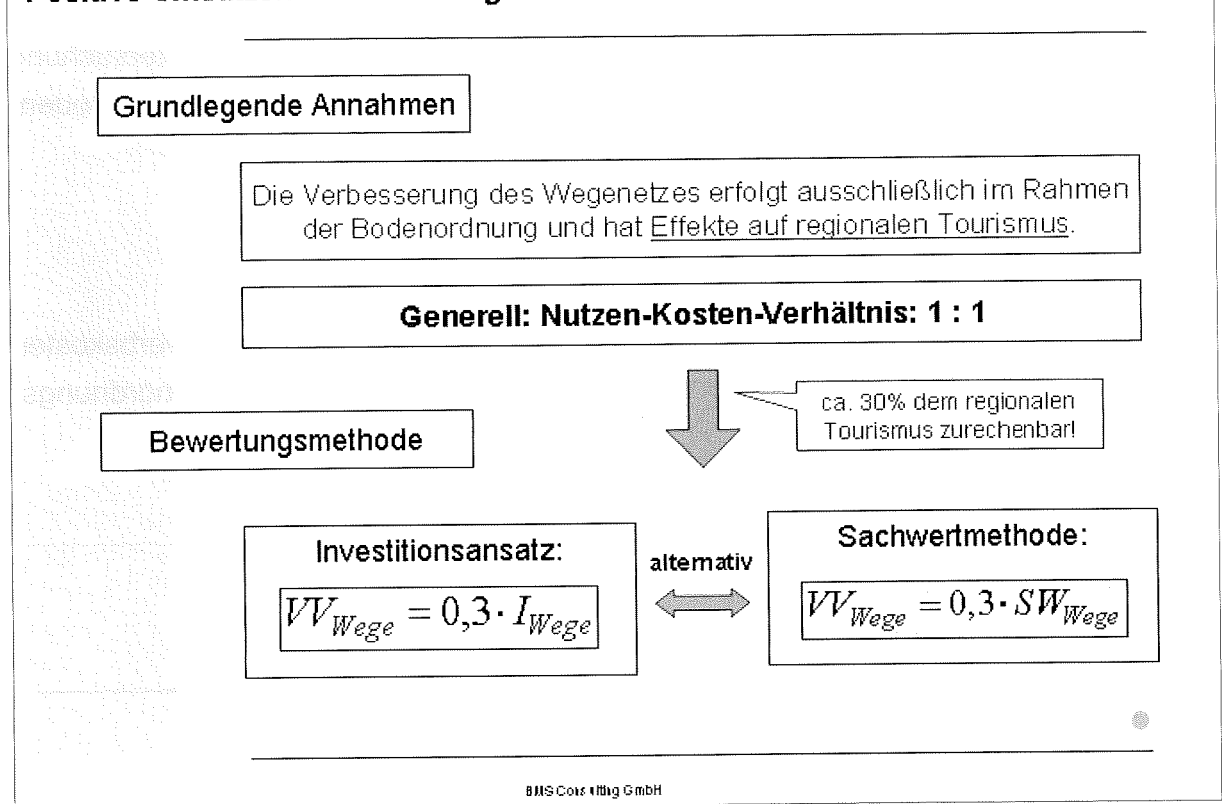 Grundlegende Annahmen
Die Verbesserung des Wegenetzes erfolgt ausschließlich im Rahmen
der Bodenordnung und hat Effekte auf regionalen Tourismus.
Generell: Nutzen-Kosten-Verhältnis: 1 : 1
ca. 30% dem regionalen
Tourismus zurechenbar!
Bewertungsmethode
Investitionsansatz:
VV_Wege = 0,3 · I_Wege
alternativ
Sachwertmethode:
VV_Wege = 0,3 · SW_Wege
GmbH